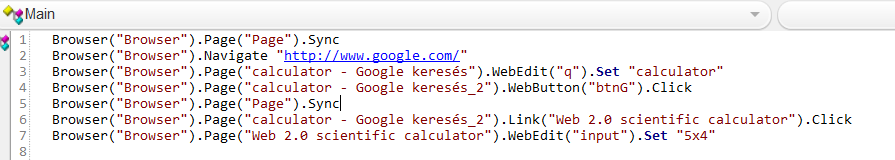 Main
1 Browser("Browser").Page("Page").Sync
2 Browser("Browser").Navigate "http://www.google.com/"
3 Browser("Browser").Page("calculator - Google keresés").WebEdit("q").Set "calculator"
4 Browser("Browser").Page("calculator - Google keresés_2").WebButton("btnG").Click
5 Browser("Browser").Page("Page").Sync
6 Browser("Browser").Page("calculator - Google keresés_2").Link("Web 2.0 scientific calculator").Click
7 Browser("Browser").Page("Web 2.0 scientific calculator").WebEdit("input").Set "5x4"
8